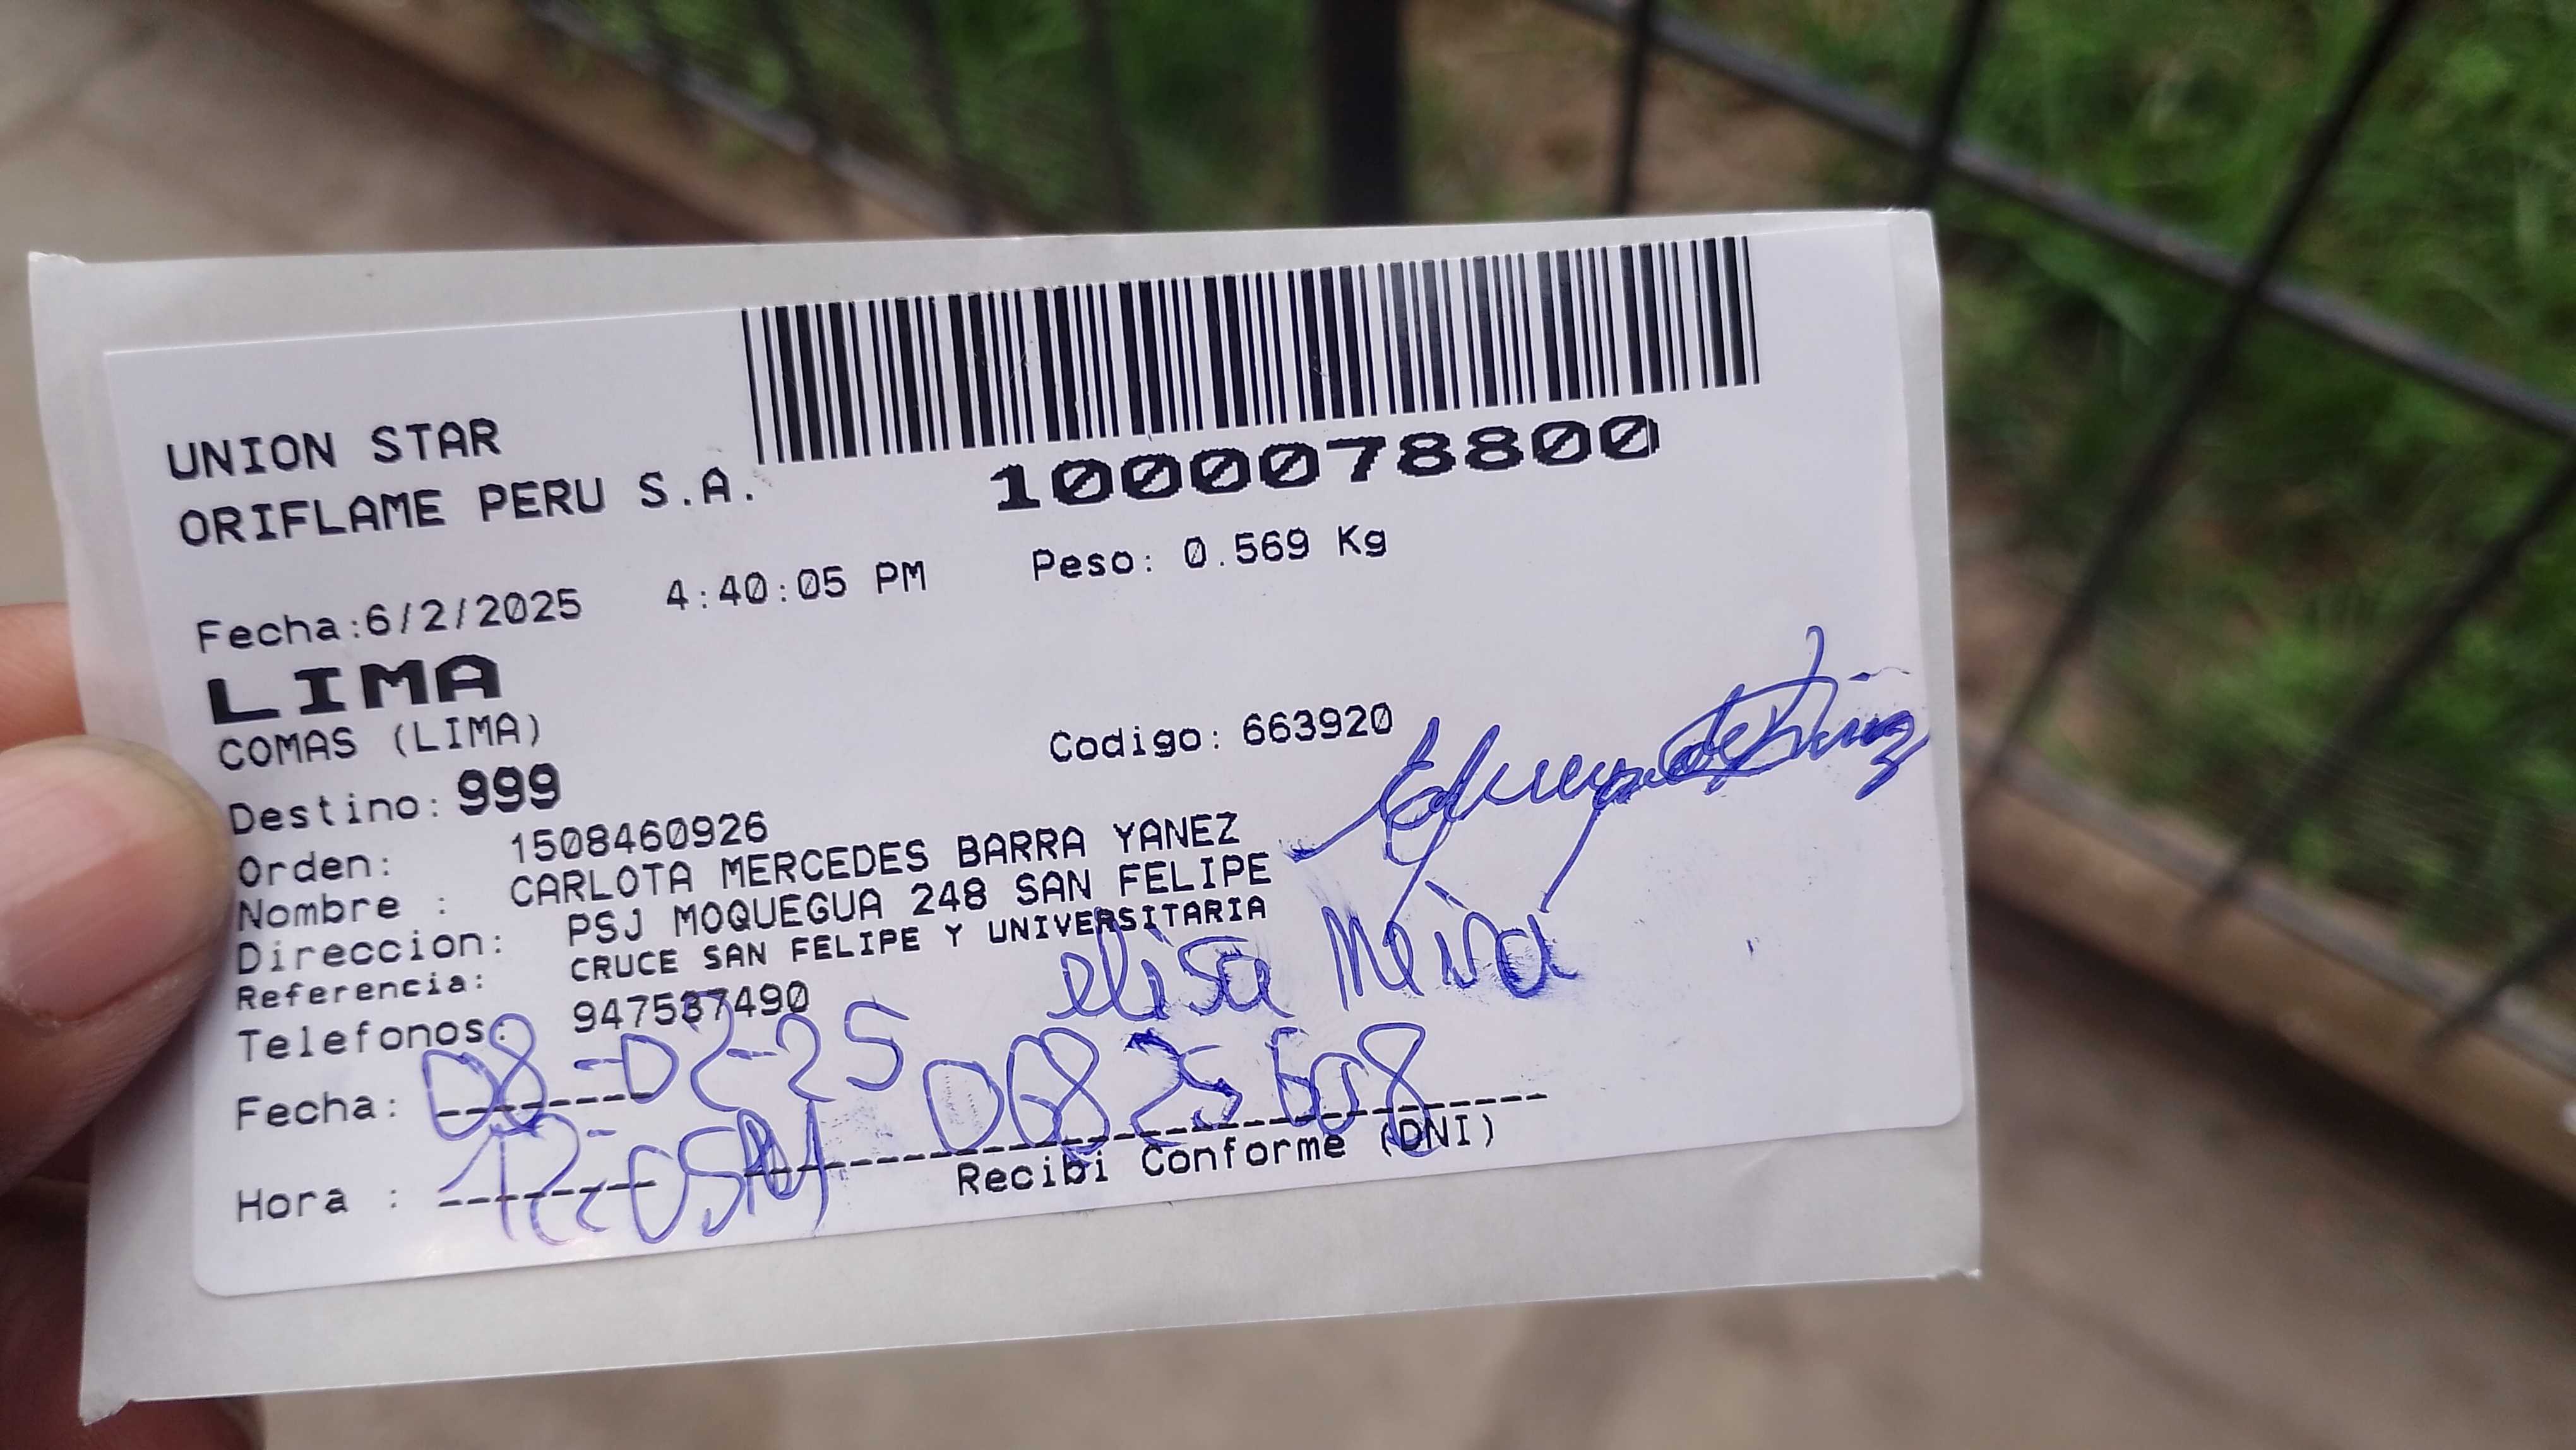 UNION STAR
ORIFLAME PERU S.A.
1000078800
Fecha:6/2/2025 4:40:05 PM Peso: 0.569 Kg
LIMA
COMAS (LIMA)
Codigo: 663920
Destino: 999
Orden: 1508460926
Nombre : CARLOTA MERCEDES BARRA YANEZ
Direccion: PSJ MOQUEGUA 248 SAN FELIPE
Referencia: CRUCE SAN FELIPE Y UNIVERSITARIA
elisa
Telefonos: 947537490
Fecha: 08-02-25
06825608
Hora :
Recibi Conforme (DNI)